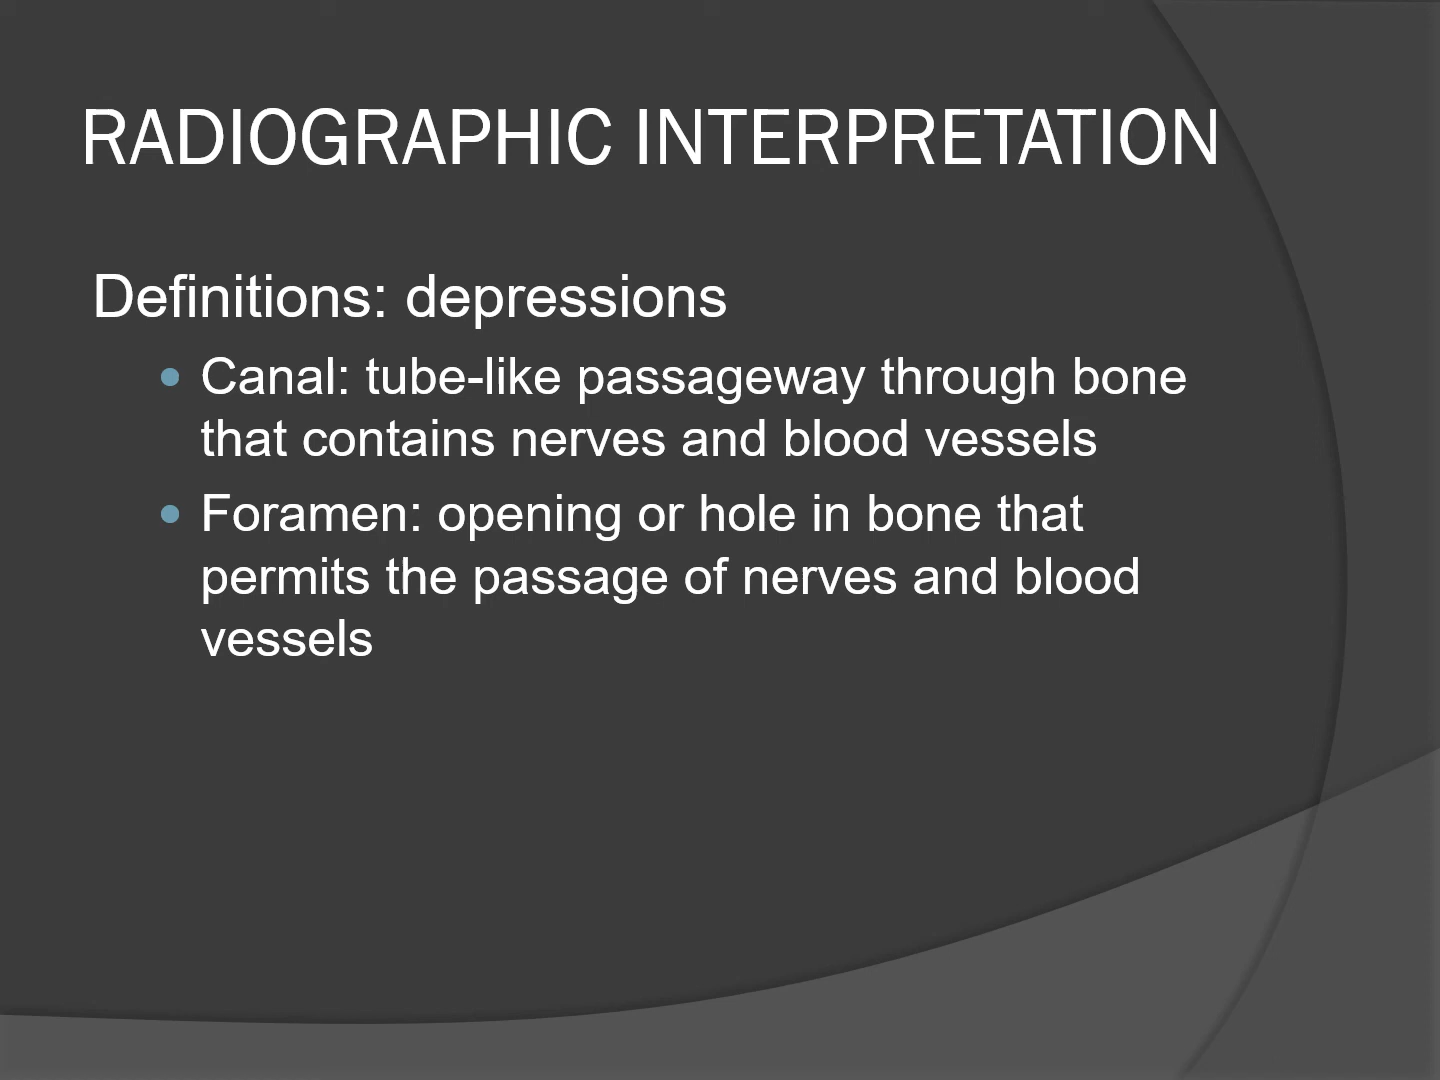 RADIOGRAPHIC INTERPRETATION
Definitions: depressions
Canal: tube-like passageway through bone
that contains nerves and blood vessels
Foramen: opening or hole in bone that
permits the passage of nerves and blood
vessels